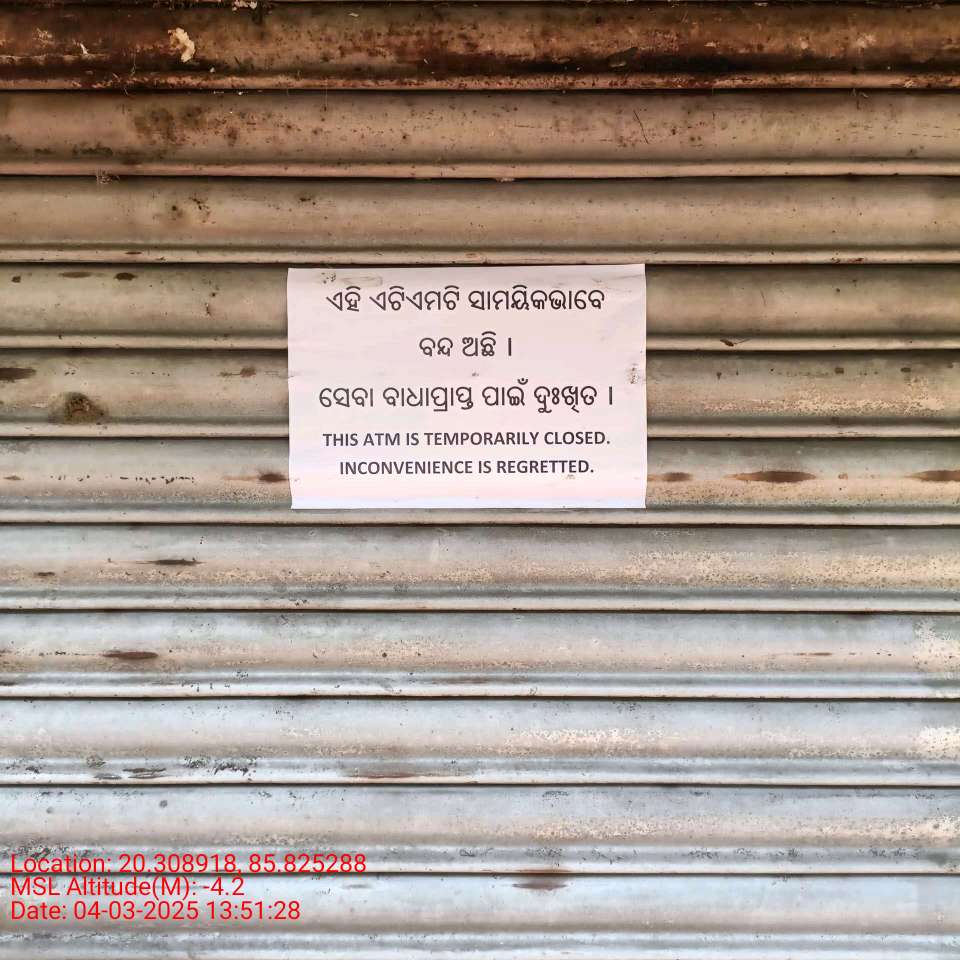 ଏହି ଏଟିଏମଟି ସାମୟିକଭାବେ
ବନ୍ଦ ଅଛି ।
ସେବା ବାଧାପ୍ରାପ୍ତ ପାଇଁ ଦୁଃଖିତ ।
THIS ATM IS TEMPORARILY CLOSED.
INCONVENIENCE IS REGRETTED.
Location: 20.308918, 85.825288
MSL Altitude(M): -4.2
Date: 04-03-2025 13:51:28